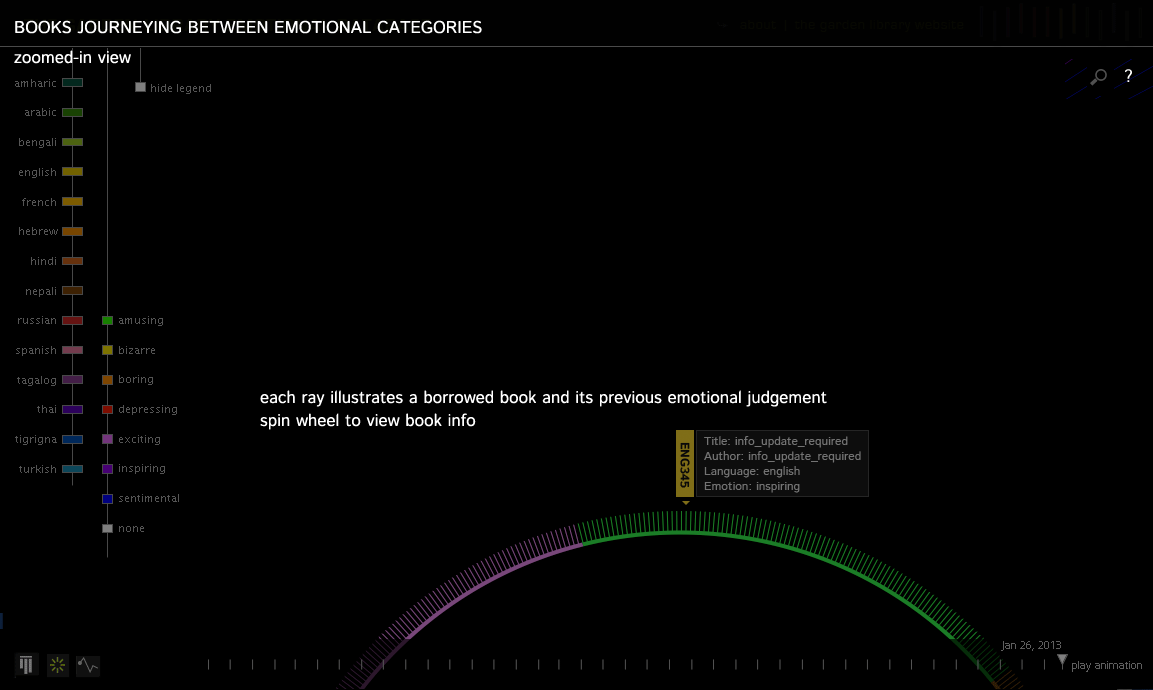 BOOKS JOURNEYING BETWEEN EMOTIONAL CATEGORIES
zoomed-in view
hide legend
?
amharic
arabic
bengali
english
french
hebrew
hindi
nepali
russian
spanish
tagalog
thai
tigrigna
turkish
amusing
bizarre
boring
depressing
exciting
inspiring
sentimental
none
each ray illustrates a borrowed book and its previous emotional judgement
spin wheel to view book info
ENG345
Title: info_update_required
Author: info_update_required
Language: english
Emotion: inspiring
Jan 26, 2013
play animation